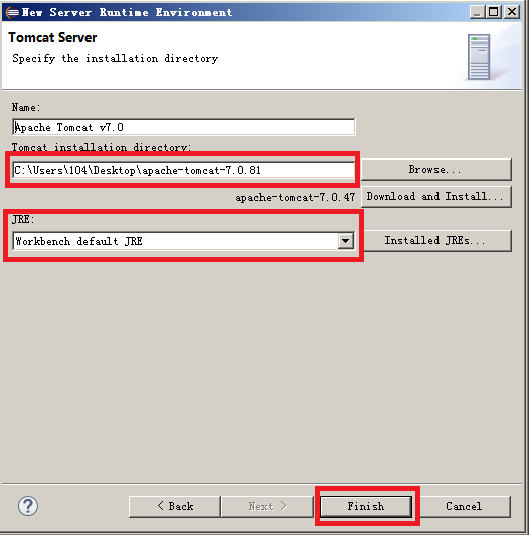 New Server Runtime Environment
Tomcat Server
Specify the installation directory
Name:
Apache Tomcat v7.0
Tomcat installation directory:
C:\Users\104\Desktop\apache-tomcat-7.0.81
Browse...
apache-tomcat-7.0.47
Download and Install...
JRE:
Workbench default JRE
Installed JREs...
?
< Back
Next >
Finish
Cancel